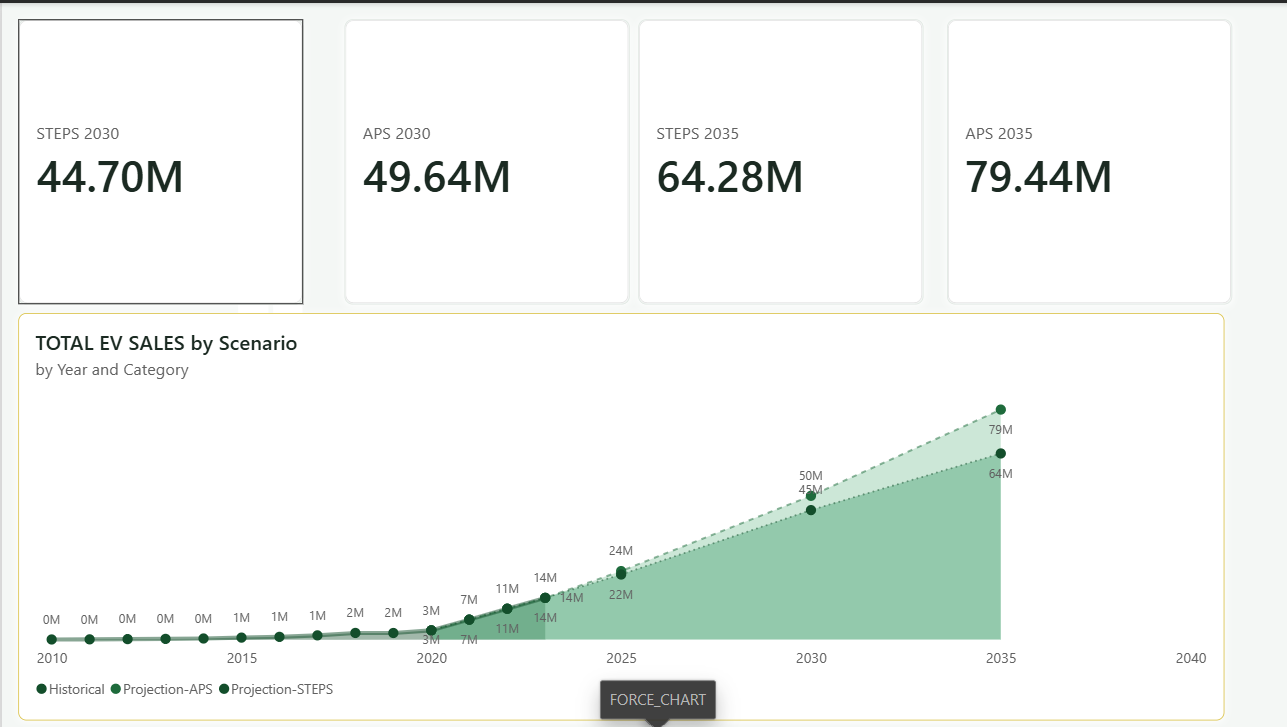 STEPS 2030
44.70M
APS 2030
49.64M
STEPS 2035
64.28M
APS 2035
79.44M
TOTAL EV SALES by Scenario
by Year and Category
79M
64M
50M
45M
24M
22M
0M 0M 0M 0M 0M 1M 1M 1M 2M 2M 3M 7M 11M 14M
14M
3M 7M 11M 14M
2010 2015 2020 2025 2030 2035 2040
Historical Projection-APS Projection-STEPS
FORCE_CHART